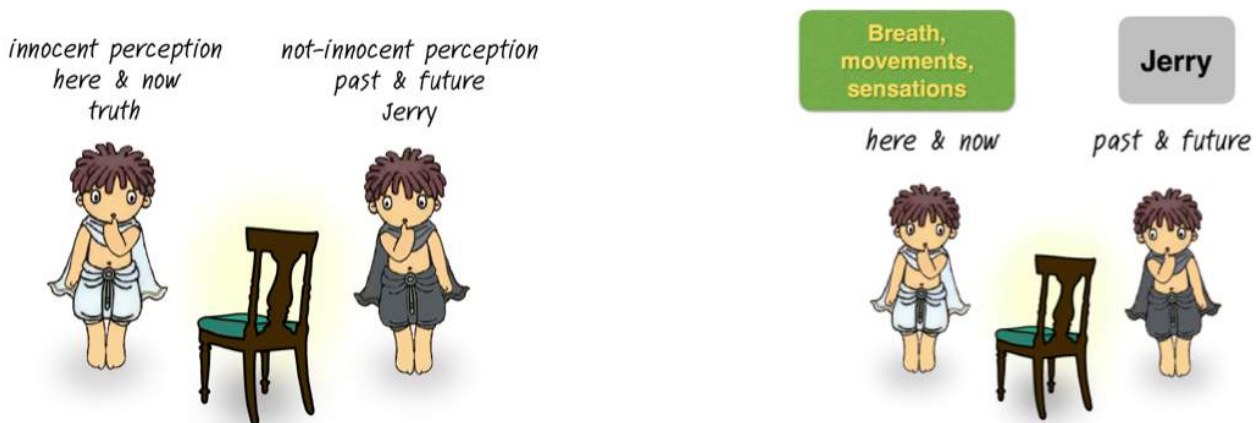 innocent perception
here & now
truth
not-innocent perception
past & future
Jerry
Breath,
movements,
sensations
here & now
Jerry
past & future